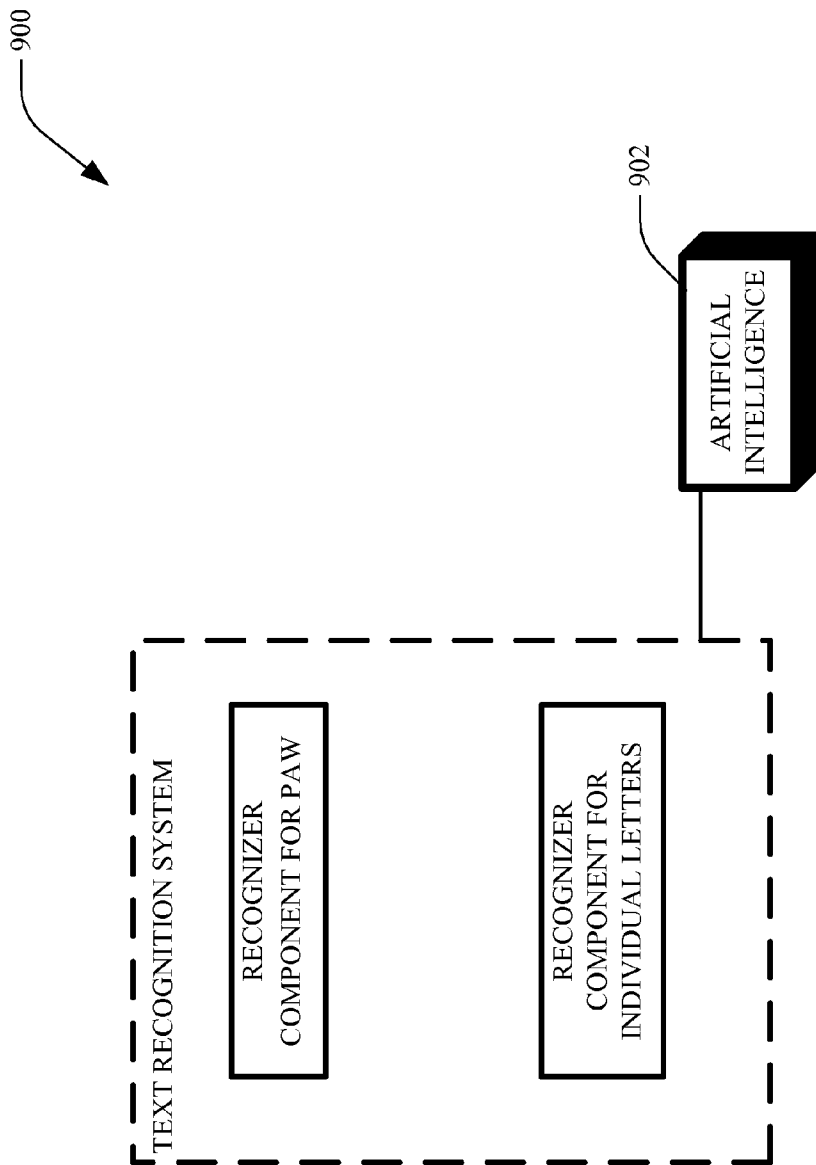 900
TEXT RECOGNITION SYSTEM
RECOGNIZER
COMPONENT FOR PAW
RECOGNIZER
COMPONENT FOR
INDIVIDUAL LETTERS
902
ARTIFICIAL
INTELLIGENCE